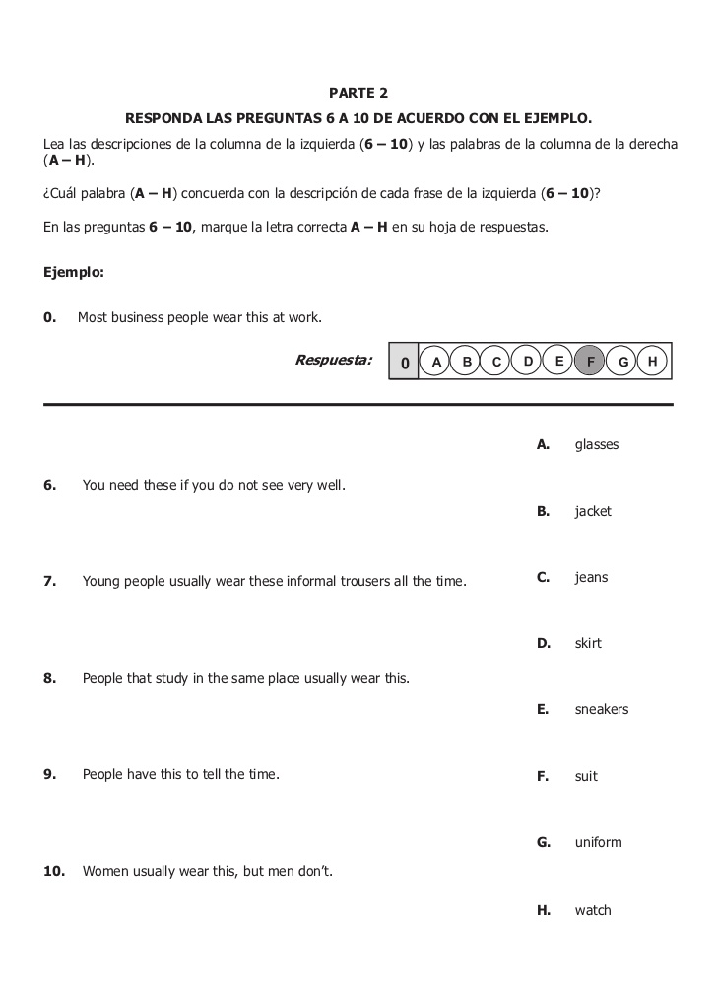 PARTE 2
RESPONDA LAS PREGUNTAS 6 A 10 DE ACUERDO CON EL EJEMPLO.
Lea las descripciones de la columna de la izquierda (6 – 10) y las palabras de la columna de la derecha
(A – H).
¿Cuál palabra (A – H) concuerda con la descripción de cada frase de la izquierda (6 – 10)?
En las preguntas 6 – 10, marque la letra correcta A – H en su hoja de respuestas.
Ejemplo:
0. Most business people wear this at work.
Respuesta: 0 A B C D E F G H
A. glasses
6. You need these if you do not see very well.
B. jacket
C. jeans
7. Young people usually wear these informal trousers all the time.
D. skirt
8. People that study in the same place usually wear this.
E. sneakers
9. People have this to tell the time.
F. suit
G. uniform
10. Women usually wear this, but men don’t.
H. watch